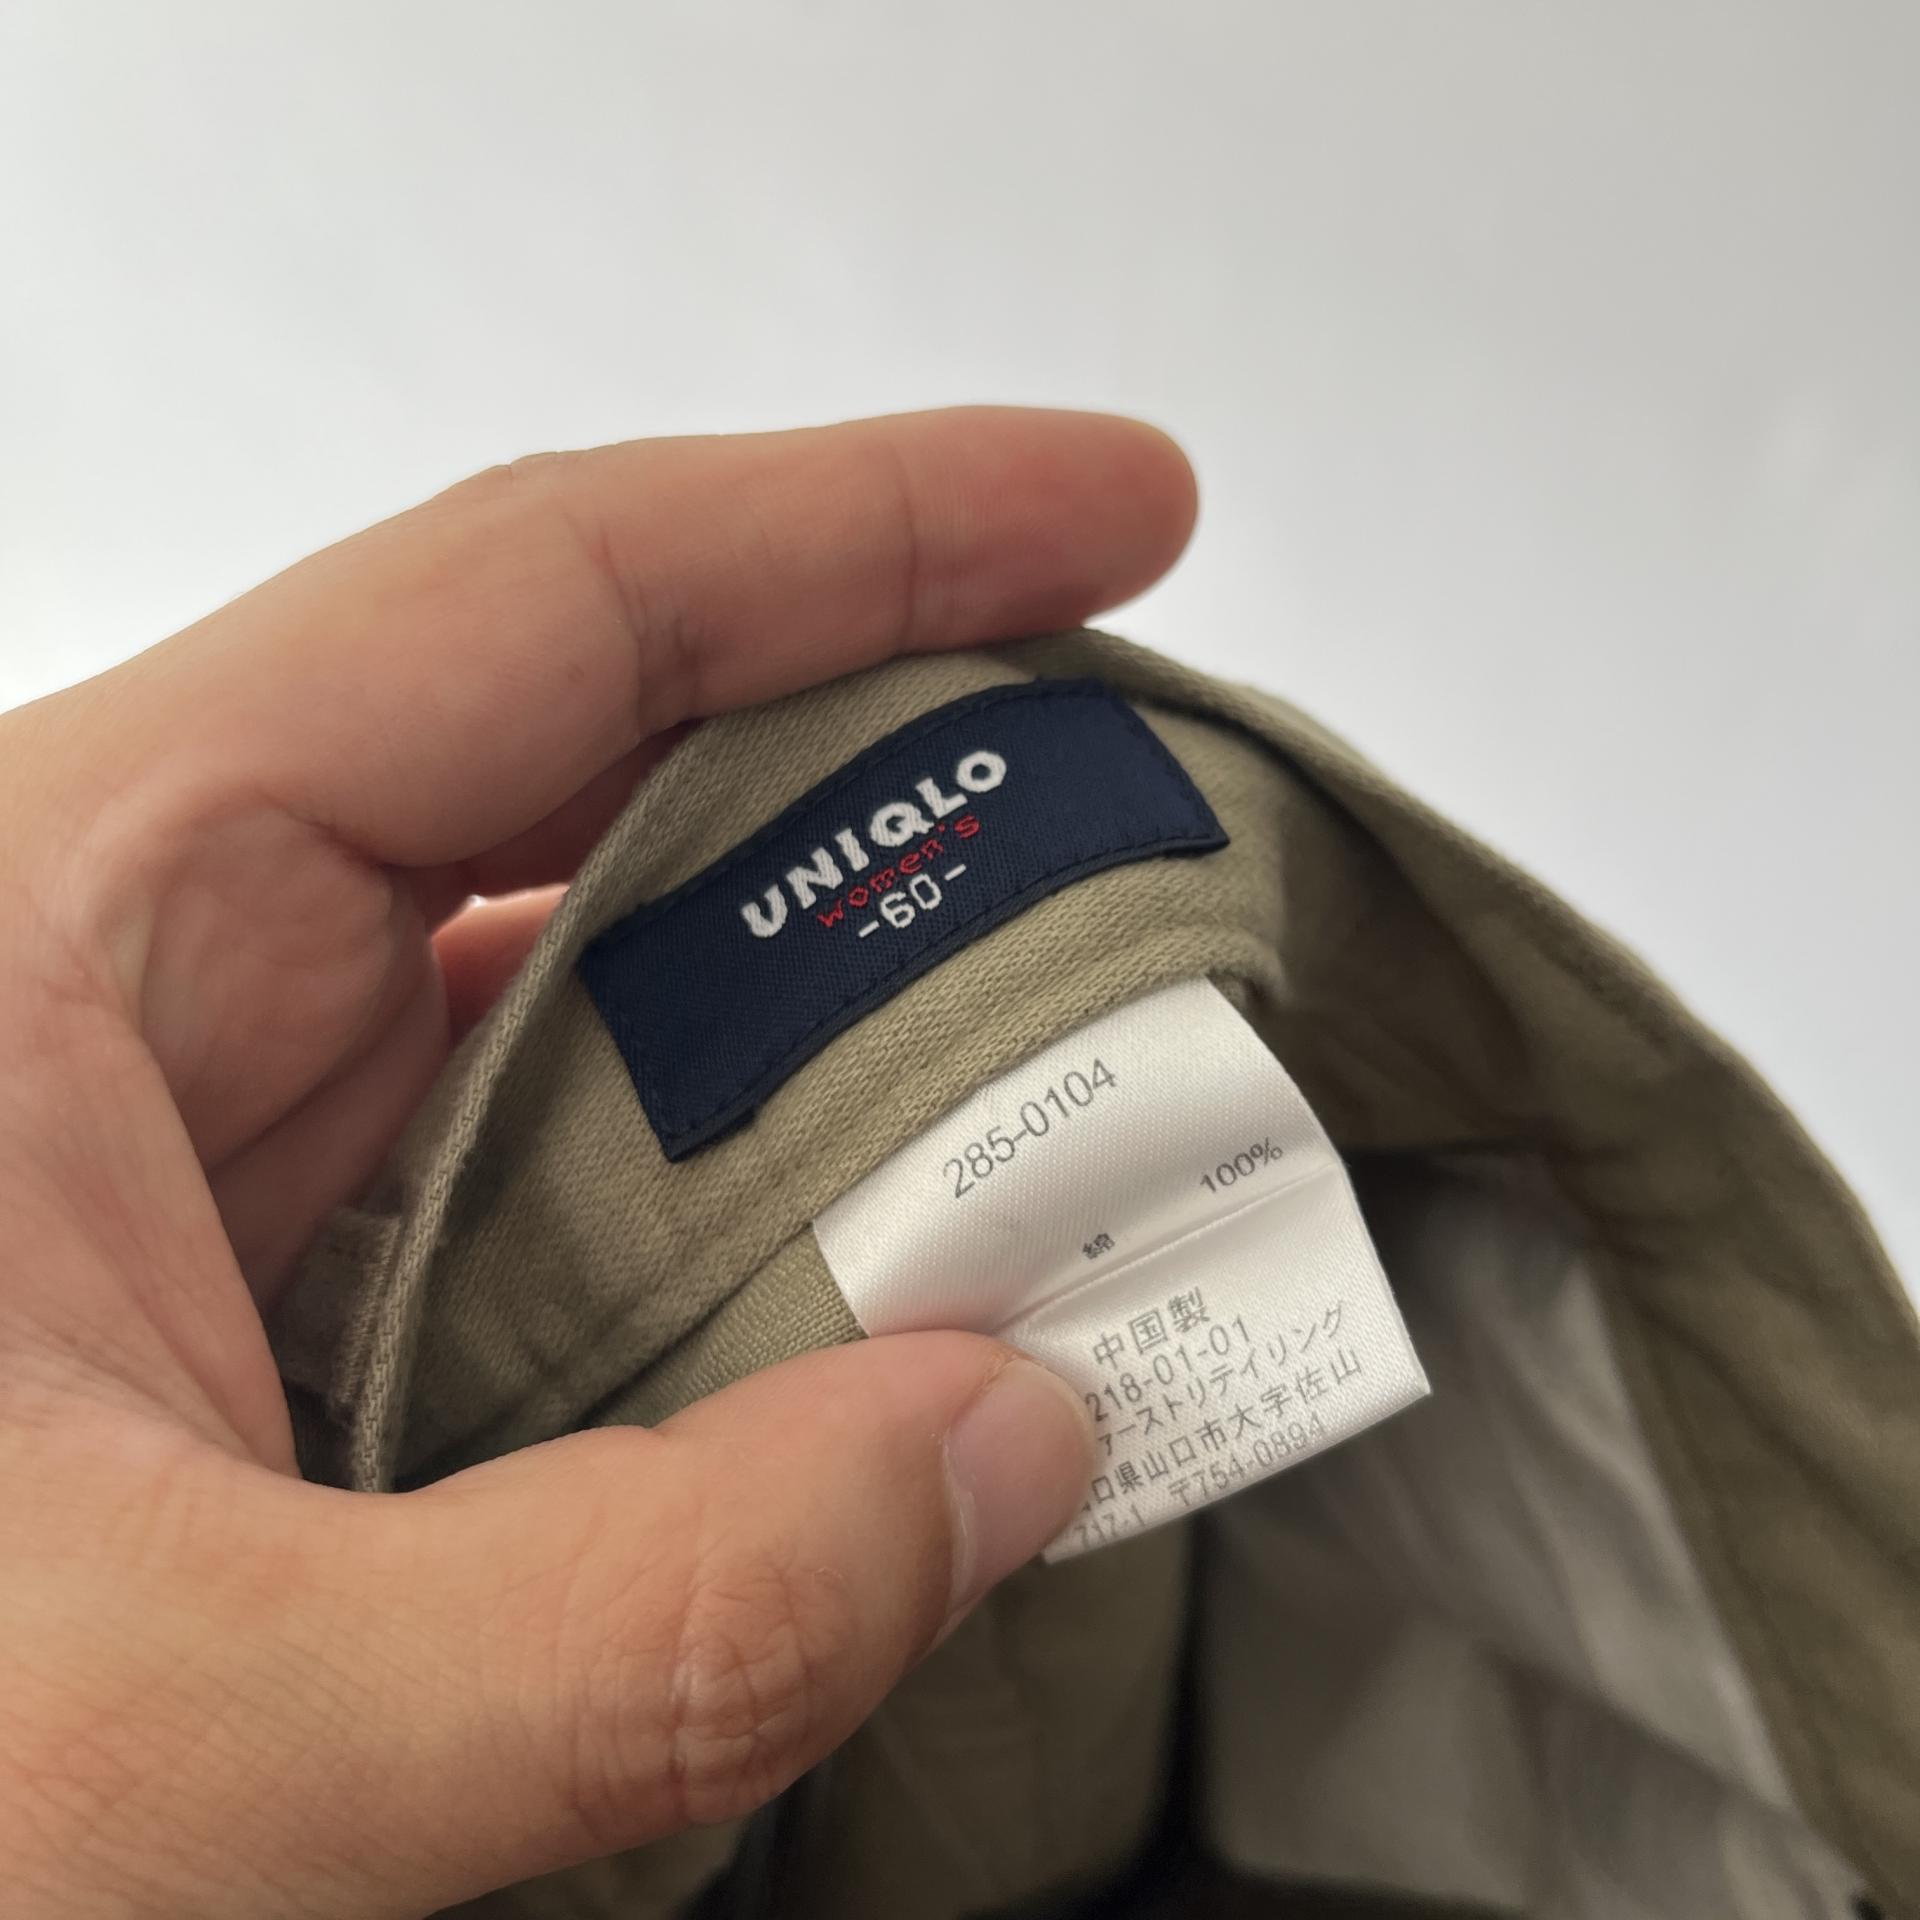 UNIQLO
women's
-60-
285-0104
綿 100%
中国製
218-01-01
ァーストリテイリング
口県山口市大字佐山
717-1 〒754-0894